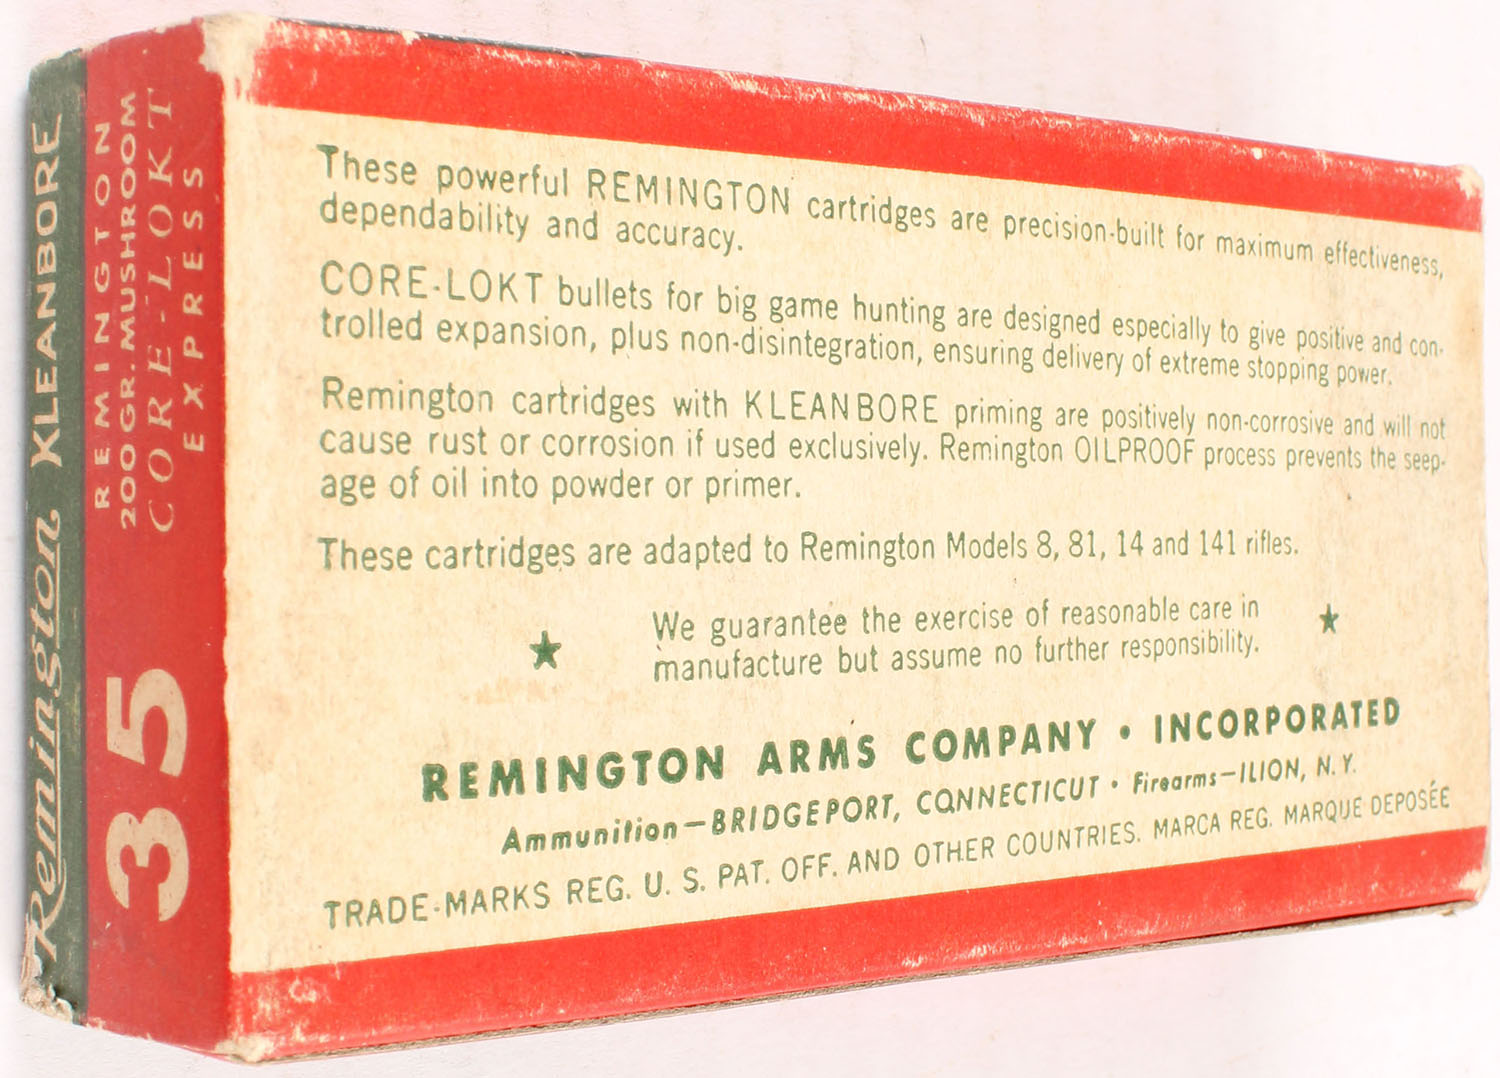 Remington KLEANBORE
35
REMINGTON
200 GR. MUSHROOM
CORE-LOKT
EXPRESS
These powerful REMINGTON cartridges are precision-built for maximum effectiveness,
dependability and accuracy.
CORE-LOKT bullets for big game hunting are designed especially to give positive and con-
trolled expansion, plus non-disintegration, ensuring delivery of extreme stopping power.
Remington cartridges with KLEANBORE priming are positively non-corrosive and will not
cause rust or corrosion if used exclusively. Remington OILPROOF process prevents the seep-
age of oil into powder or primer.
These cartridges are adapted to Remington Models 8, 81, 14 and 141 rifles.
★ We guarantee the exercise of reasonable care in ★
manufacture but assume no further responsibility.
REMINGTON ARMS COMPANY • INCORPORATED
Ammunition—BRIDGEPORT, CONNECTICUT • Firearms—ILION, N.Y.
TRADE-MARKS REG. U. S. PAT. OFF. AND OTHER COUNTRIES. MARCA REG. MARQUE DEPOSÉE